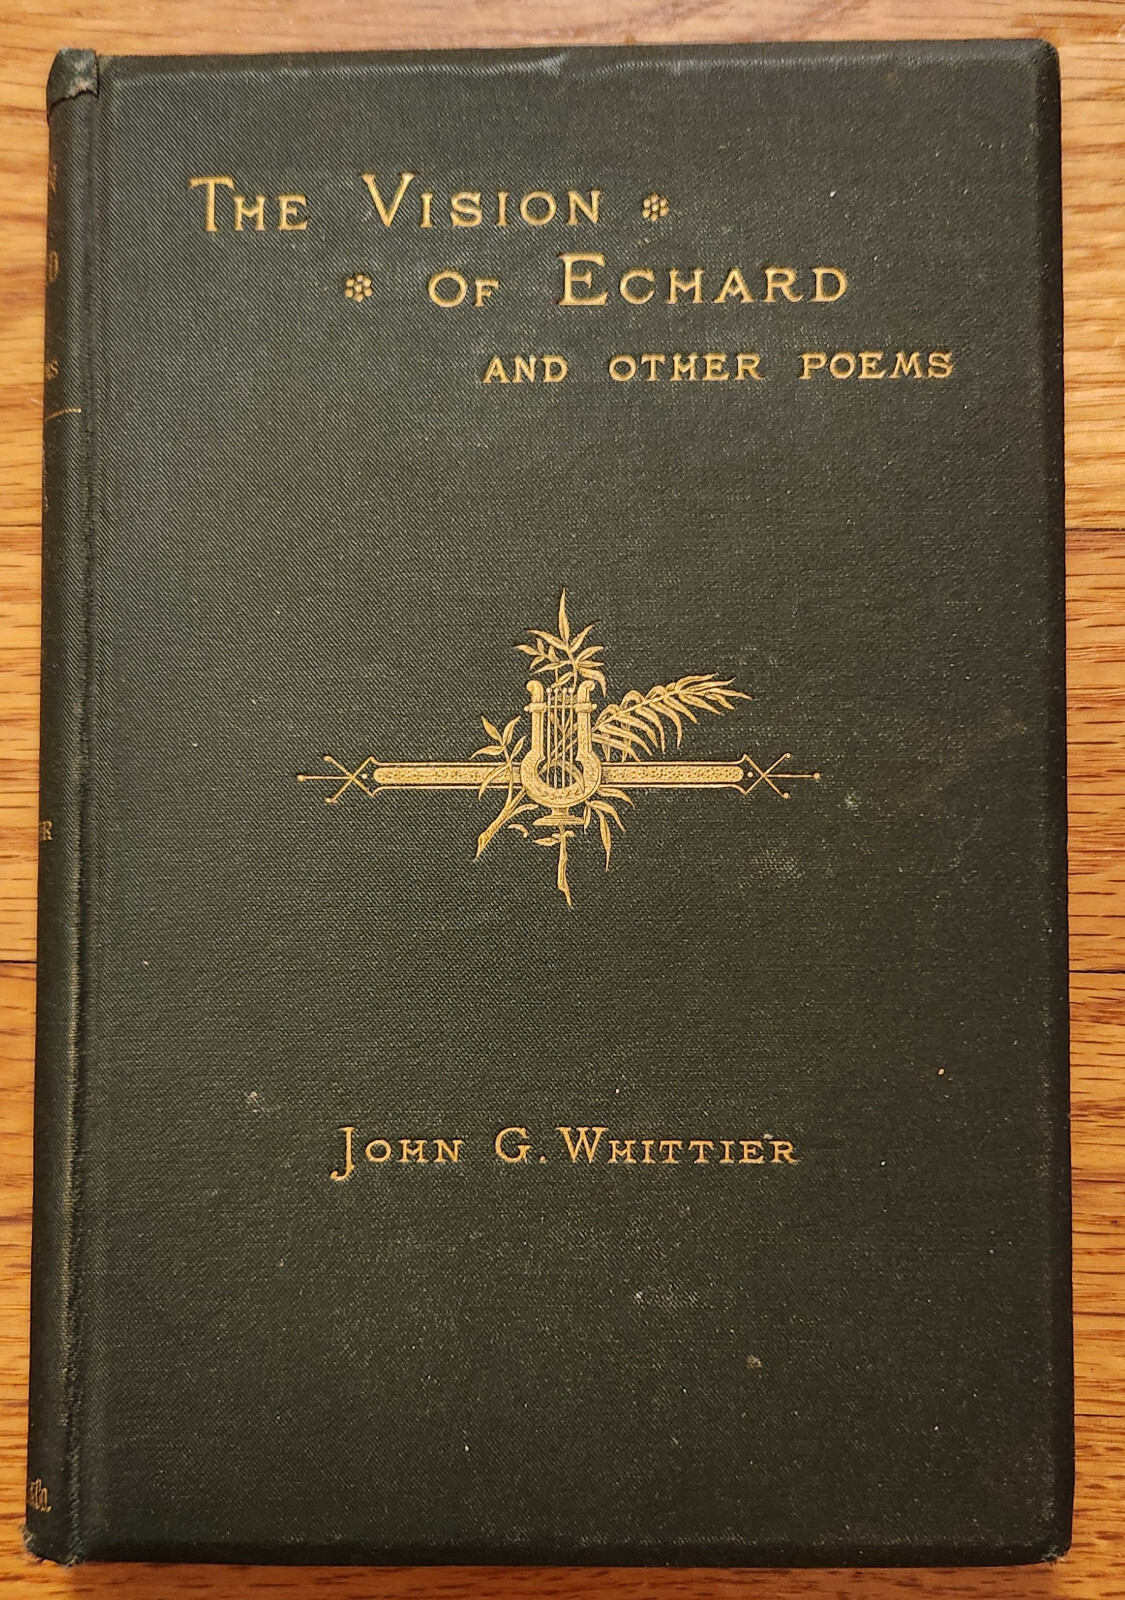 THE VISION
OF ECHARD
AND OTHER POEMS
JOHN G. WHITTIER